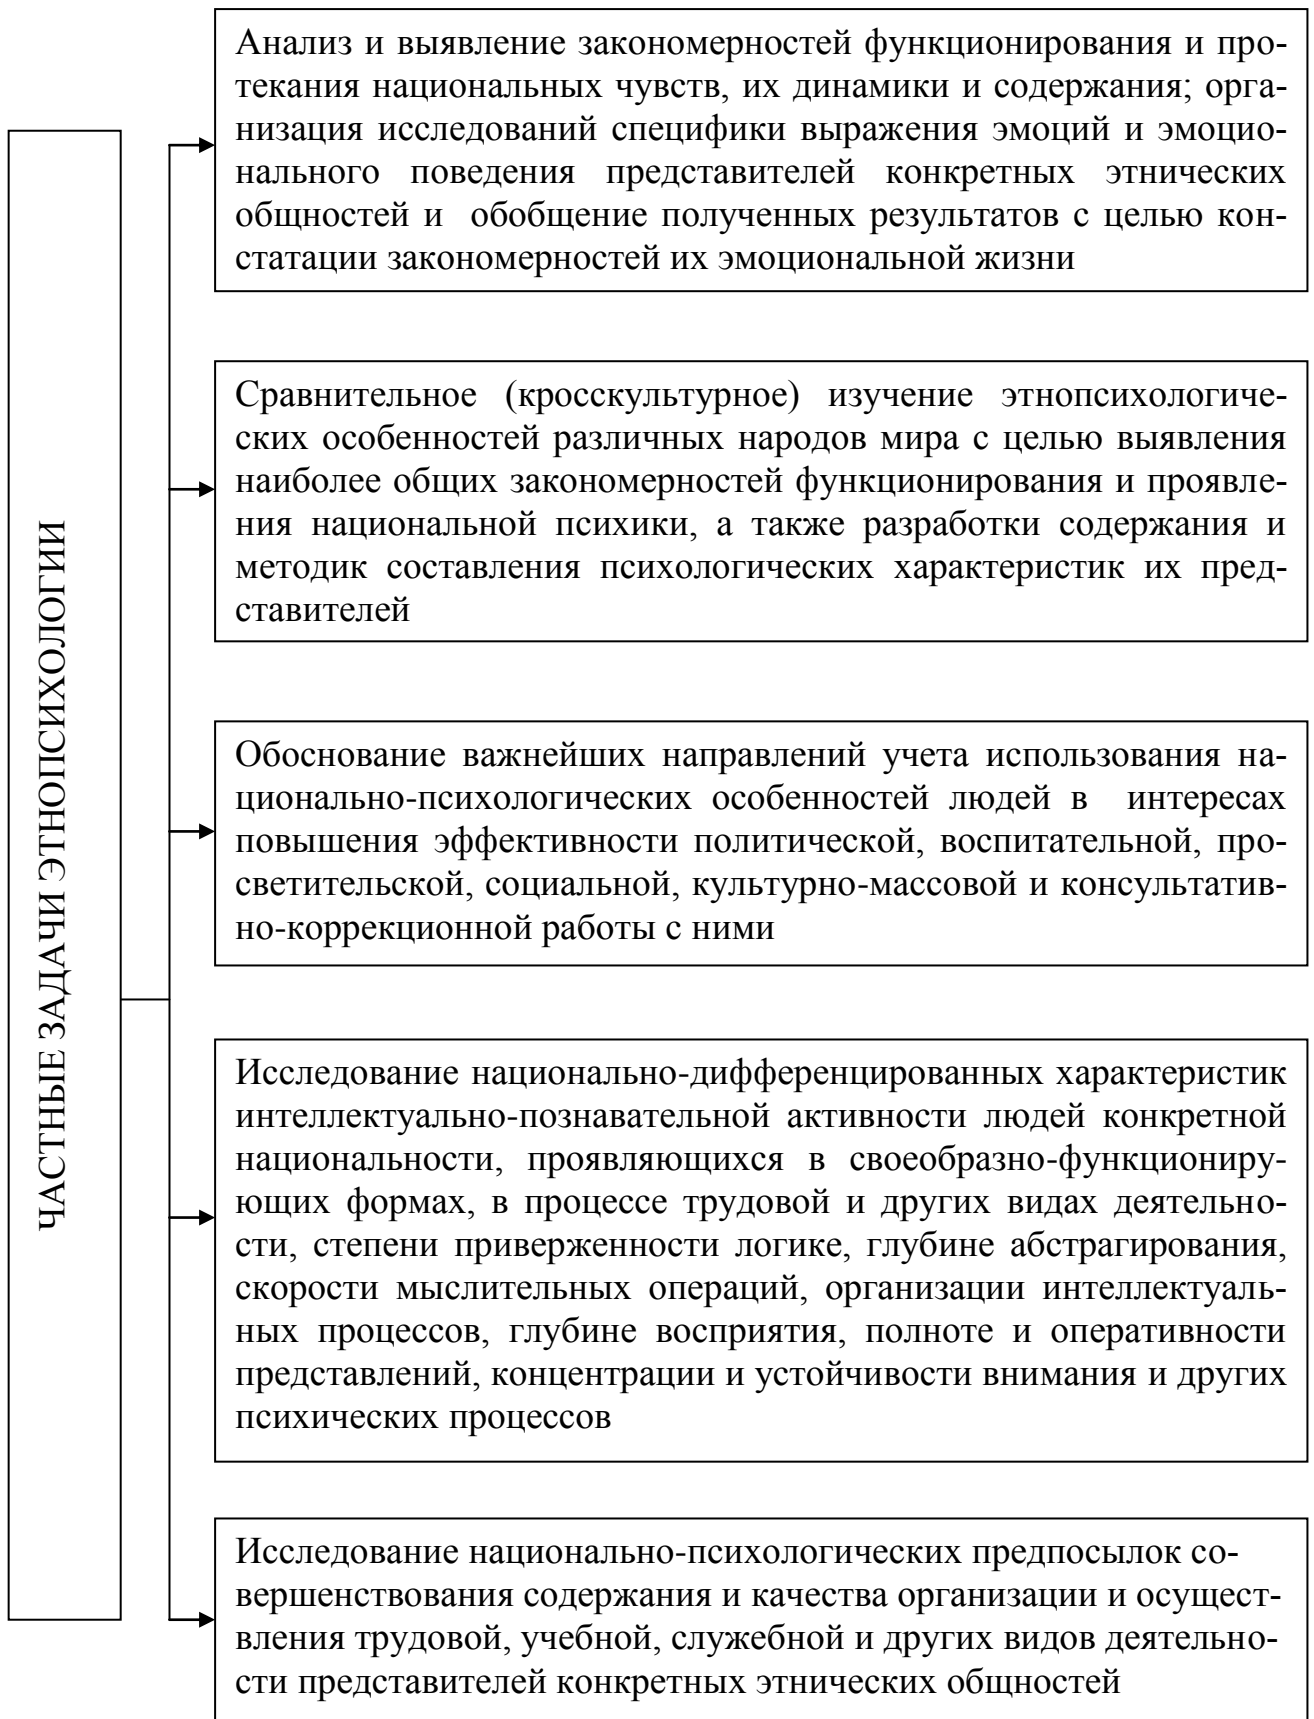 ЧАСТНЫЕ ЗАДАЧИ ЭТНОПСИХОЛОГИИ
Анализ и выявление закономерностей функционирования и про-
текания национальных чувств, их динамики и содержания; орга-
низация исследований специфики выражения эмоций и эмоцио-
нального поведения представителей конкретных этнических
общностей и обобщение полученных результатов с целью кон-
статации закономерностей их эмоциональной жизни
Сравнительное (кросскультурное) изучение этнопсихологиче-
ских особенностей различных народов мира с целью выявления
наиболее общих закономерностей функционирования и проявле-
ния национальной психики, а также разработки содержания и
методик составления психологических характеристик их пред-
ставителей
Обоснование важнейших направлений учета использования на-
ционально-психологических особенностей людей в интересах
повышения эффективности политической, воспитательной, про-
светительской, социальной, культурно-массовой и консультатив-
но-коррекционной работы с ними
Исследование национально-дифференцированных характеристик
интеллектуально-познавательной активности людей конкретной
национальности, проявляющихся в своеобразно-функциониру-
ющих формах, в процессе трудовой и других видах деятельно-
сти, степени приверженности логике, глубине абстрагирования,
скорости мыслительных операций, организации интеллектуаль-
ных процессов, глубине восприятия, полноте и оперативности
представлений, концентрации и устойчивости внимания и других
психических процессов
Исследование национально-психологических предпосылок со-
вершенствования содержания и качества организации и осущест-
вления трудовой, учебной, служебной и других видов деятельно-
сти представителей конкретных этнических общностей